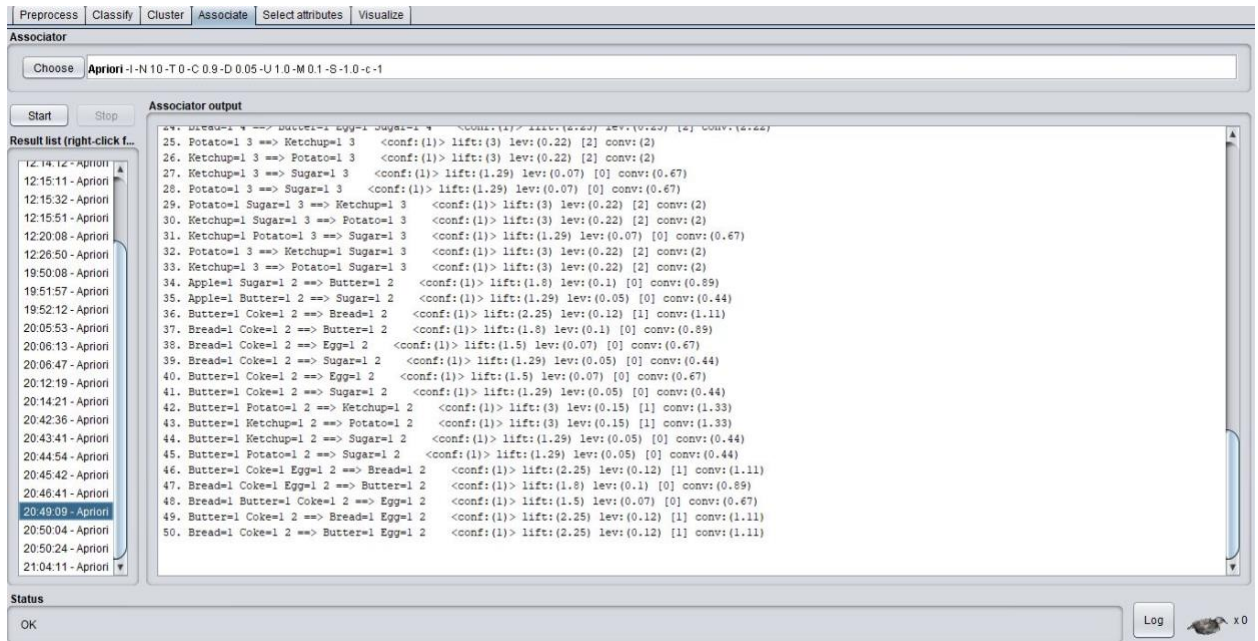 Preprocess Classify Cluster Associate Select attributes Visualize
Associator
Choose Apriori -I -N 10 -T 0 -C 0.9 -D 0.05 -U 1.0 -M 0.1 -S -1.0 -c -1
Start Stop
Result list (right-click f...
12:14:12 - Apriori
12:15:11 - Apriori
12:15:32 - Apriori
12:15:51 - Apriori
12:20:08 - Apriori
12:26:50 - Apriori
19:50:08 - Apriori
19:51:57 - Apriori
19:52:12 - Apriori
20:05:53 - Apriori
20:06:13 - Apriori
20:06:47 - Apriori
20:12:19 - Apriori
20:14:21 - Apriori
20:42:36 - Apriori
20:43:41 - Apriori
20:44:54 - Apriori
20:45:42 - Apriori
20:46:41 - Apriori
20:49:09 - Apriori
20:50:04 - Apriori
20:50:24 - Apriori
21:04:11 - Apriori
Associator output
24. Bread=1 4 ==> Butter=1 Egg=1 Sugar=1 4 <conf:(1)> lift:(2.25) lev:(0.25) [2] conv:(2.22)
25. Potato=1 3 ==> Ketchup=1 3 <conf:(1)> lift:(3) lev:(0.22) [2] conv:(2)
26. Ketchup=1 3 ==> Potato=1 3 <conf:(1)> lift:(3) lev:(0.22) [2] conv:(2)
27. Ketchup=1 3 ==> Sugar=1 3 <conf:(1)> lift:(1.29) lev:(0.07) [0] conv:(0.67)
28. Potato=1 3 ==> Sugar=1 3 <conf:(1)> lift:(1.29) lev:(0.07) [0] conv:(0.67)
29. Potato=1 Sugar=1 3 ==> Ketchup=1 3 <conf:(1)> lift:(3) lev:(0.22) [2] conv:(2)
30. Ketchup=1 Sugar=1 3 ==> Potato=1 3 <conf:(1)> lift:(3) lev:(0.22) [2] conv:(2)
31. Ketchup=1 Potato=1 3 ==> Sugar=1 3 <conf:(1)> lift:(1.29) lev:(0.07) [0] conv:(0.67)
32. Potato=1 3 ==> Ketchup=1 Sugar=1 3 <conf:(1)> lift:(3) lev:(0.22) [2] conv:(2)
33. Ketchup=1 3 ==> Potato=1 Sugar=1 3 <conf:(1)> lift:(3) lev:(0.22) [2] conv:(2)
34. Apple=1 Sugar=1 2 ==> Butter=1 2 <conf:(1)> lift:(1.8) lev:(0.1) [0] conv:(0.89)
35. Apple=1 Butter=1 2 ==> Sugar=1 2 <conf:(1)> lift:(1.29) lev:(0.05) [0] conv:(0.44)
36. Butter=1 Coke=1 2 ==> Bread=1 2 <conf:(1)> lift:(2.25) lev:(0.12) [1] conv:(1.11)
37. Bread=1 Coke=1 2 ==> Butter=1 2 <conf:(1)> lift:(1.8) lev:(0.1) [0] conv:(0.89)
38. Bread=1 Coke=1 2 ==> Egg=1 2 <conf:(1)> lift:(1.5) lev:(0.07) [0] conv:(0.67)
39. Bread=1 Coke=1 2 ==> Sugar=1 2 <conf:(1)> lift:(1.29) lev:(0.05) [0] conv:(0.44)
40. Butter=1 Coke=1 2 ==> Egg=1 2 <conf:(1)> lift:(1.5) lev:(0.07) [0] conv:(0.67)
41. Butter=1 Coke=1 2 ==> Sugar=1 2 <conf:(1)> lift:(1.29) lev:(0.05) [0] conv:(0.44)
42. Butter=1 Potato=1 2 ==> Ketchup=1 2 <conf:(1)> lift:(3) lev:(0.15) [1] conv:(1.33)
43. Butter=1 Ketchup=1 2 ==> Potato=1 2 <conf:(1)> lift:(3) lev:(0.15) [1] conv:(1.33)
44. Butter=1 Ketchup=1 2 ==> Sugar=1 2 <conf:(1)> lift:(1.29) lev:(0.05) [0] conv:(0.44)
45. Butter=1 Potato=1 2 ==> Sugar=1 2 <conf:(1)> lift:(1.29) lev:(0.05) [0] conv:(0.44)
46. Butter=1 Coke=1 Egg=1 2 ==> Bread=1 2 <conf:(1)> lift:(2.25) lev:(0.12) [1] conv:(1.11)
47. Bread=1 Coke=1 Egg=1 2 ==> Butter=1 2 <conf:(1)> lift:(1.8) lev:(0.1) [0] conv:(0.89)
48. Bread=1 Butter=1 Coke=1 2 ==> Egg=1 2 <conf:(1)> lift:(1.5) lev:(0.07) [0] conv:(0.67)
49. Butter=1 Coke=1 2 ==> Bread=1 Egg=1 2 <conf:(1)> lift:(2.25) lev:(0.12) [1] conv:(1.11)
50. Bread=1 Coke=1 2 ==> Butter=1 Egg=1 2 <conf:(1)> lift:(2.25) lev:(0.12) [1] conv:(1.11)
Status
OK
Log x 0